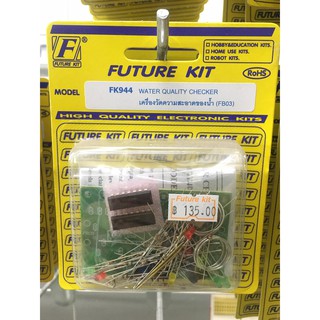 F
FUTURE KIT
HOBBY&EDUCATION KITS.
HOME USE KITS.
ROBOT KITS.
RoHS
FUTURE KIT
MODEL
FK944 WATER QUALITY CHECKER
เครื่องวัดความสะอาดของน้ำ (FB03)
HIGH QUALITY ELECTRONIC KITS
Future kit
฿ 135.00